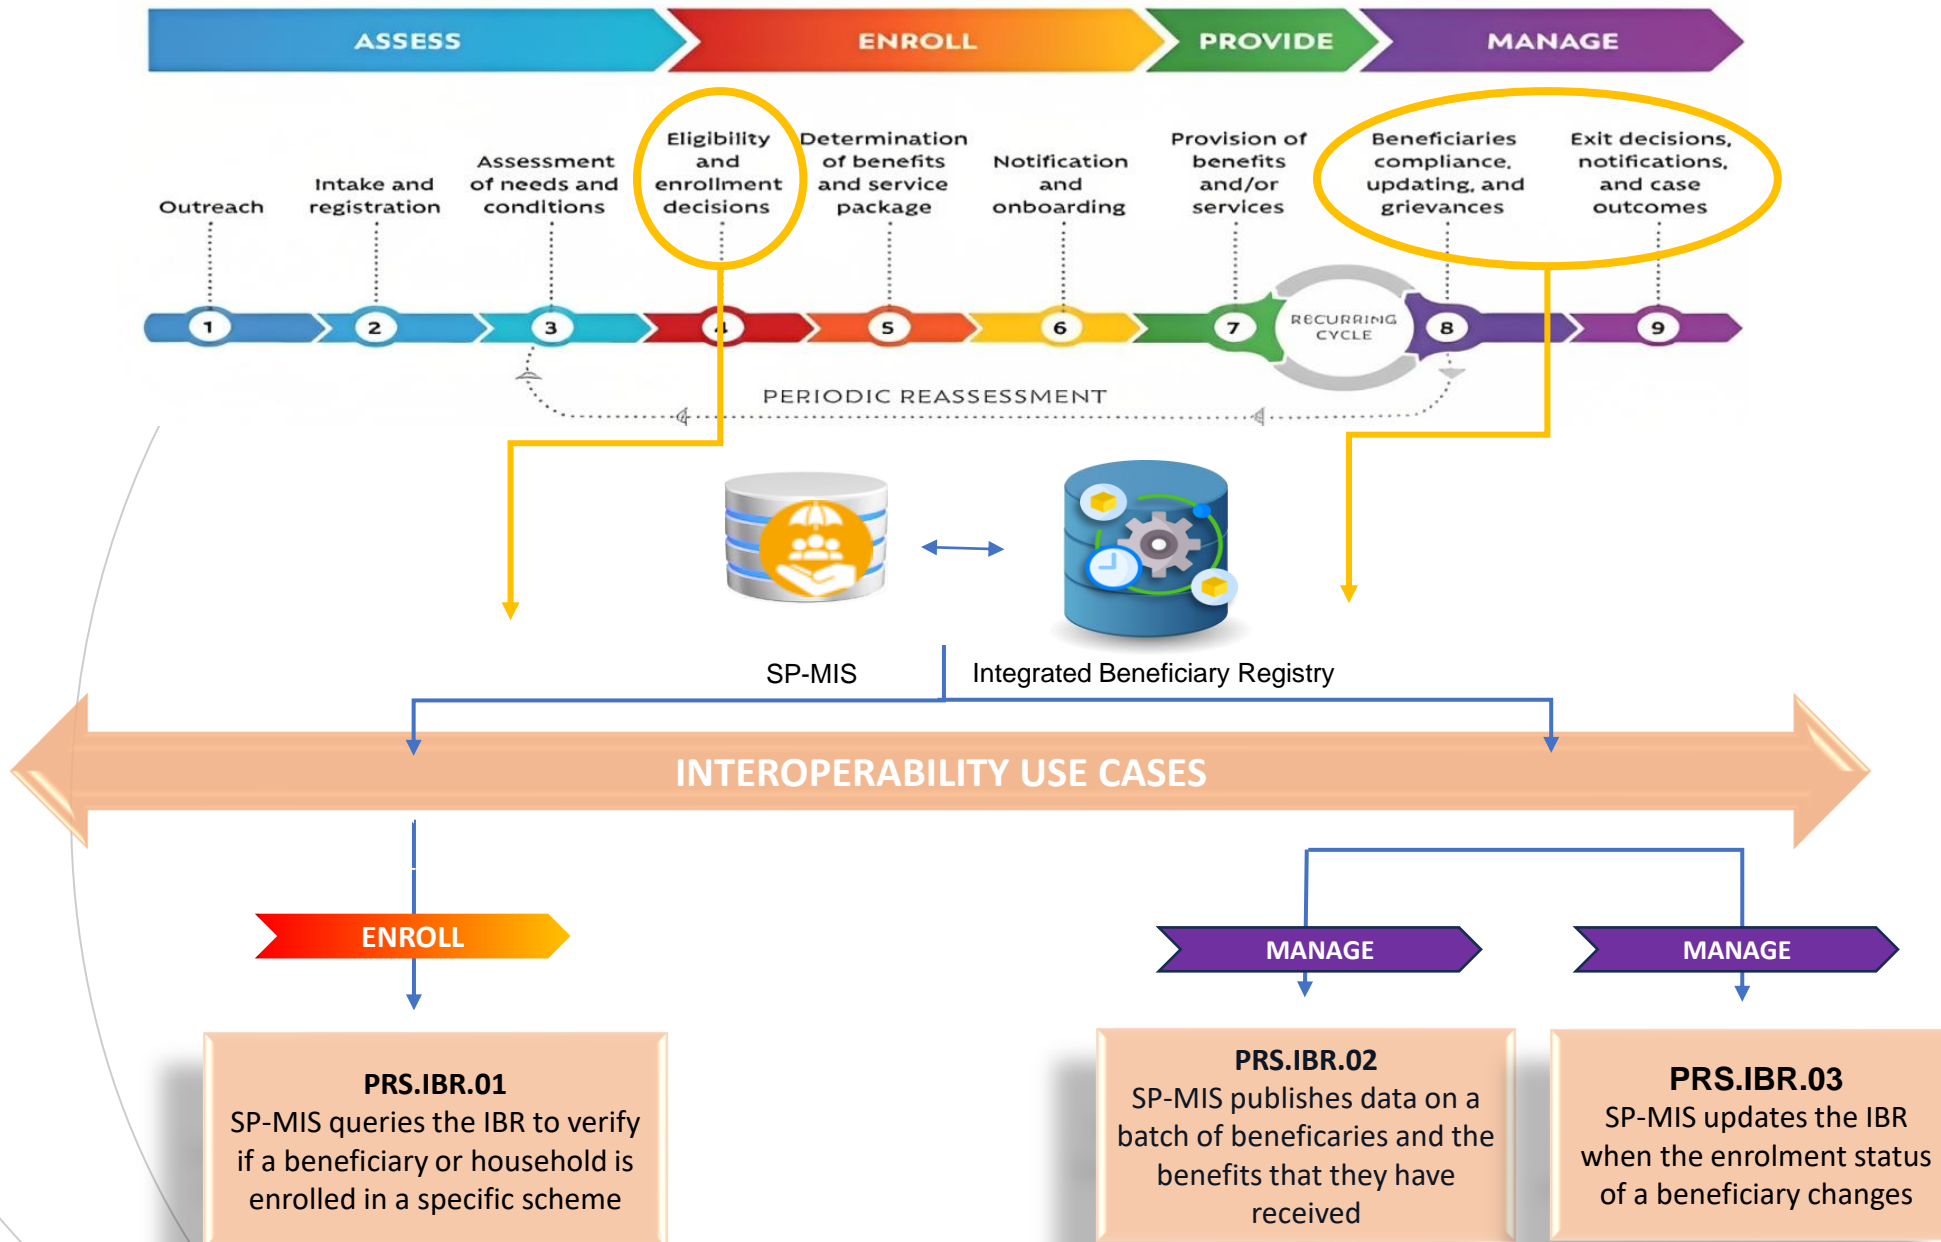 ASSESS
ENROLL
PROVIDE
MANAGE
Outreach
Intake and
registration
Assessment
of needs and
conditions
Eligibility
and
enrollment
decisions
Determination
of benefits
and service
package
Notification
and
onboarding
Provision of
benefits
and/or
services
Beneficiaries
compliance,
updating, and
grievances
Exit decisions,
notifications,
and case
outcomes
1
2
3
4
5
6
7
RECURRING
CYCLE
8
9
PERIODIC REASSESSMENT
SP-MIS
Integrated Beneficiary Registry
INTEROPERABILITY USE CASES
ENROLL
MANAGE
MANAGE
PRS.IBR.01
SP-MIS queries the IBR to verify
if a beneficiary or household is
enrolled in a specific scheme
PRS.IBR.02
SP-MIS publishes data on a
batch of beneficaries and the
benefits that they have
received
PRS.IBR.03
SP-MIS updates the IBR
when the enrolment status
of a beneficiary changes